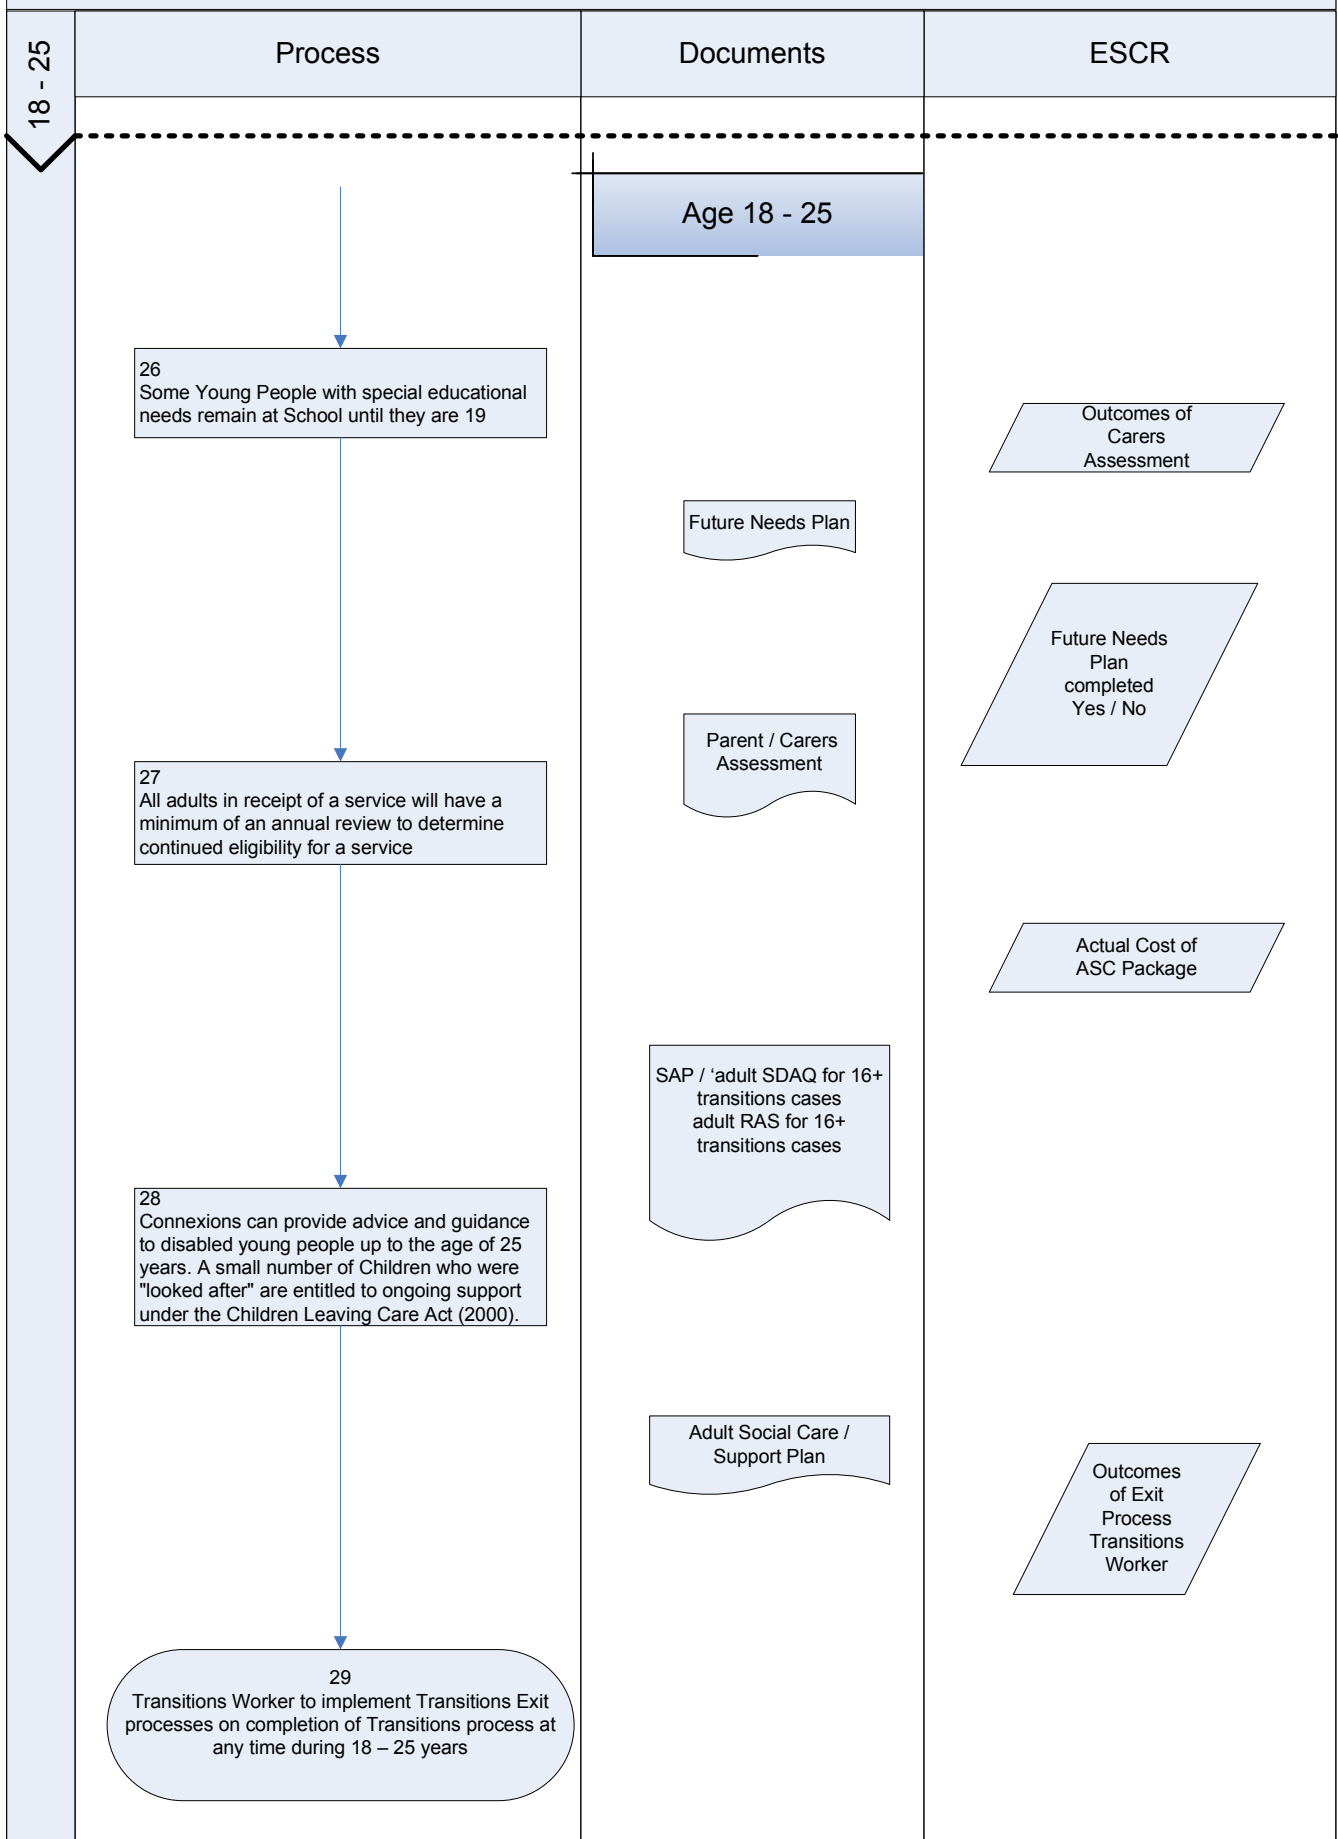 18 - 25
Process
Documents
ESCR
Age 18 - 25
26
Some Young People with special educational
needs remain at School until they are 19
Outcomes of
Carers
Assessment
Future Needs Plan
Future Needs
Plan
completed
Yes / No
Parent / Carers
Assessment
27
All adults in receipt of a service will have a
minimum of an annual review to determine
continued eligibility for a service
Actual Cost of
ASC Package
SAP / ‘adult SDAQ for 16+
transitions cases
adult RAS for 16+
transitions cases
28
Connexions can provide advice and guidance
to disabled young people up to the age of 25
years. A small number of Children who were
"looked after" are entitled to ongoing support
under the Children Leaving Care Act (2000).
Adult Social Care /
Support Plan
Outcomes
of Exit
Process
Transitions
Worker
29
Transitions Worker to implement Transitions Exit
processes on completion of Transitions process at
any time during 18 – 25 years